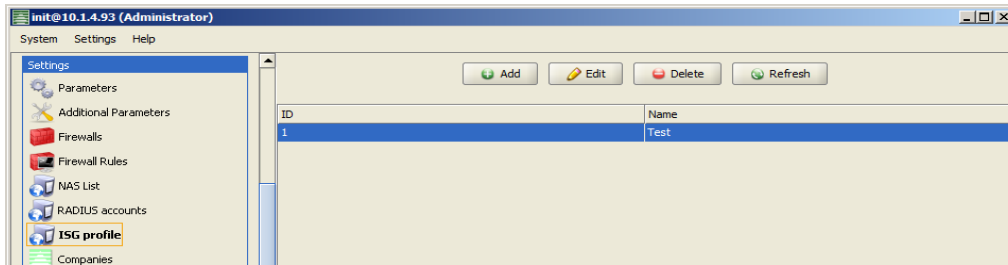 init@10.1.4.93 (Administrator)
System Settings Help
Settings
Parameters
Additional Parameters
Firewalls
Firewall Rules
NAS List
RADIUS accounts
ISG profile
Companies
Add Edit Delete Refresh
ID Name
1 Test